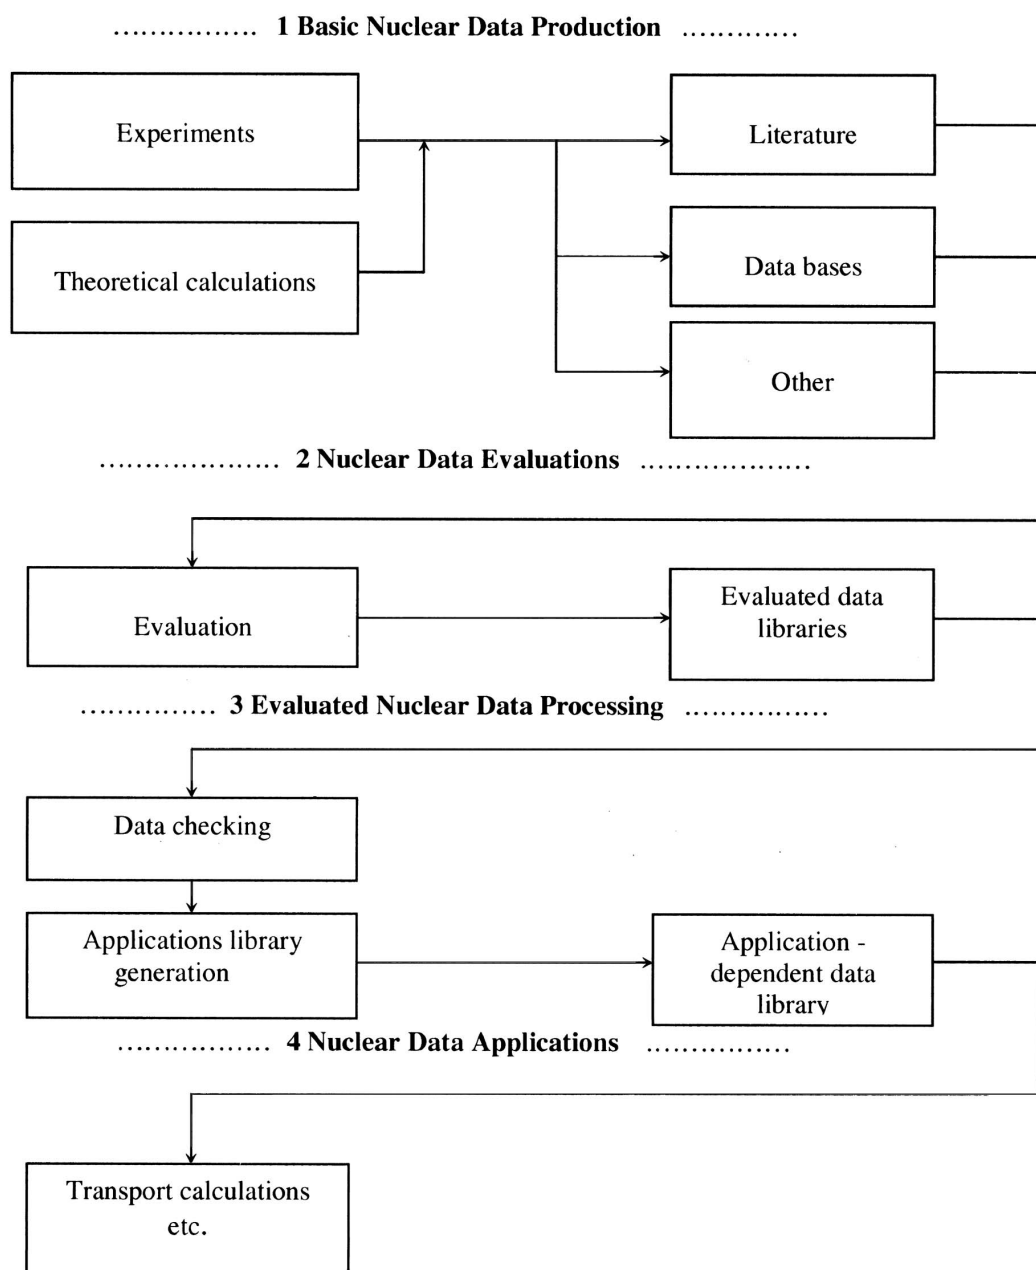 ................ 1 Basic Nuclear Data Production .............
Experiments
Literature
Theoretical calculations
Data bases
Other
..................... 2 Nuclear Data Evaluations ...................
Evaluation
Evaluated data
libraries
............... 3 Evaluated Nuclear Data Processing ................
Data checking
Applications library
generation
Application -
dependent data
library
................. 4 Nuclear Data Applications ................
Transport calculations
etc.